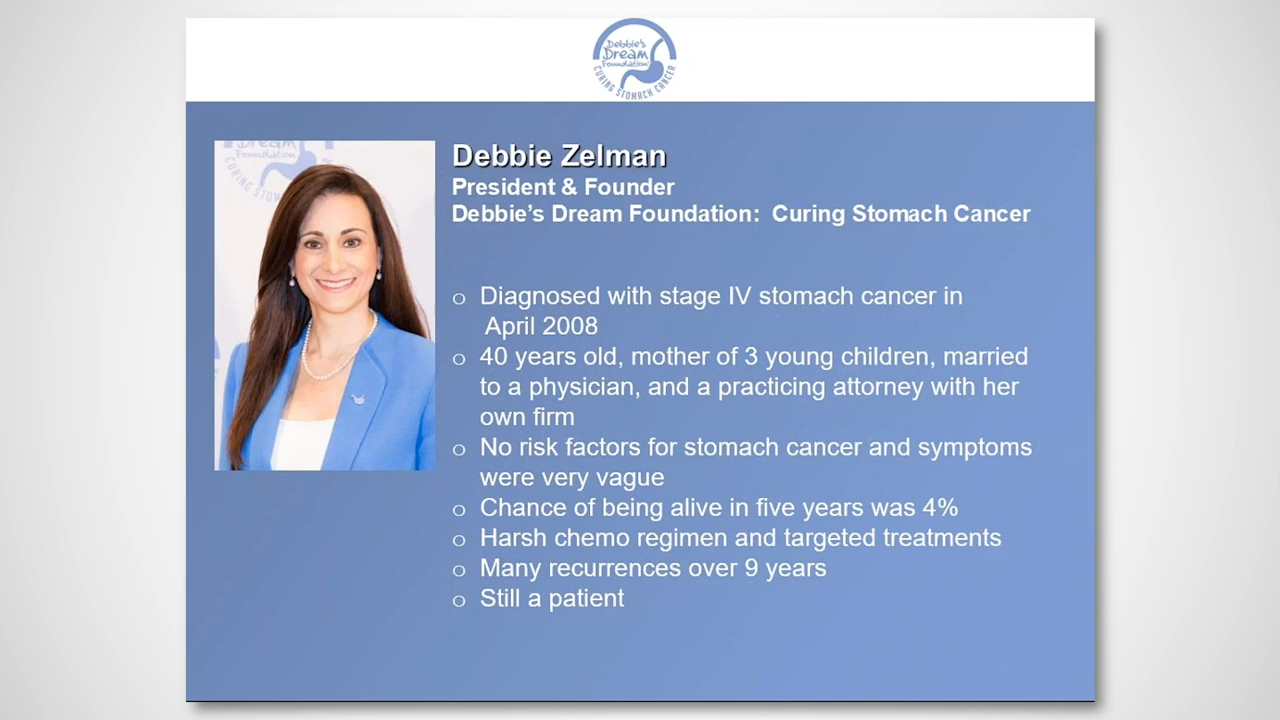 Debbie's
Dream
Foundation
CURING STOMACH CANCER
Dream
Foundation
CURING STOM
Debbie Zelman
President & Founder
Debbie’s Dream Foundation:  Curing Stomach Cancer
o Diagnosed with stage IV stomach cancer in
April 2008
o 40 years old, mother of 3 young children, married
to a physician, and a practicing attorney with her
own firm
o No risk factors for stomach cancer and symptoms
were very vague
o Chance of being alive in five years was 4%
o Harsh chemo regimen and targeted treatments
o Many recurrences over 9 years
o Still a patient